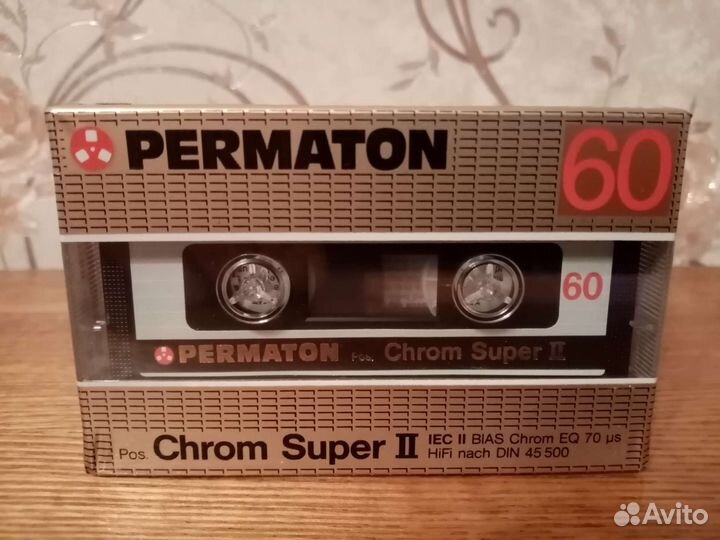 PERMATON 60
60
PERMATON Pos. Chrom Super II
Pos. Chrom Super II IEC II BIAS Chrom EQ 70 µs
HiFi nach DIN 45 500
Avito